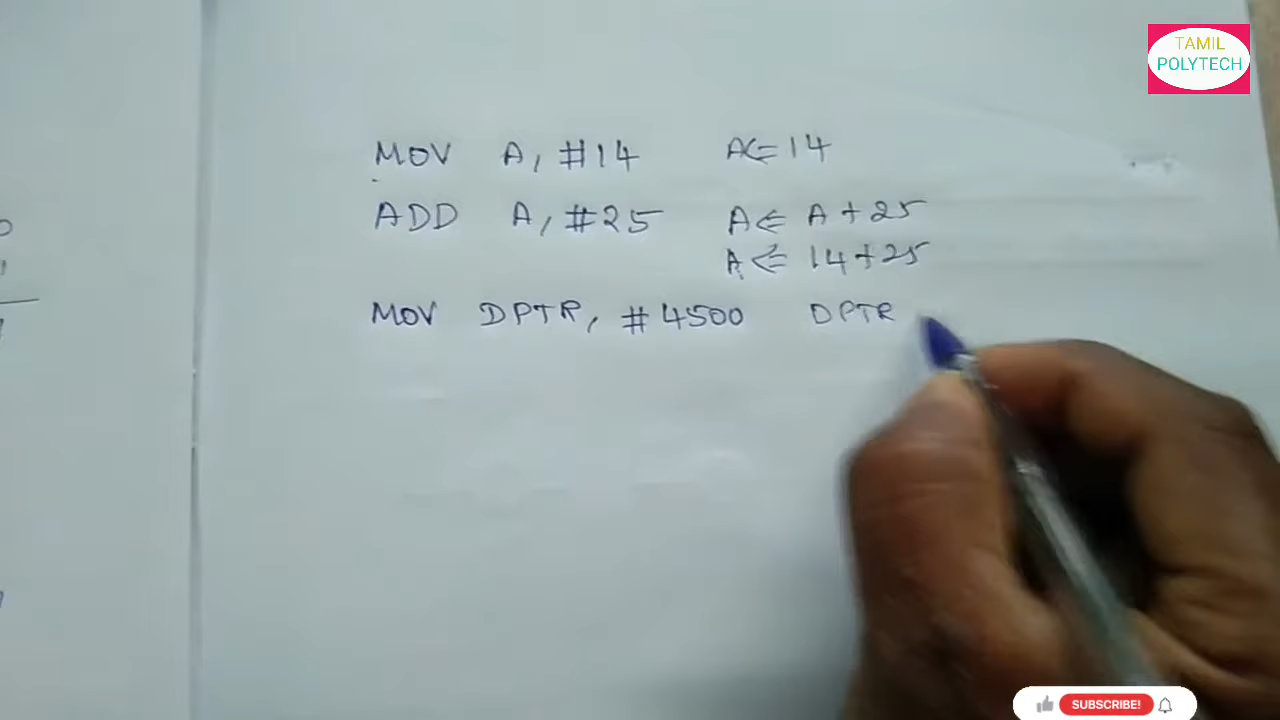 TAMIL
POLYTECH
MOV A, #14 A⇐14
ADD A, #25 A⇐ A+25
A⇐ 14+25
MOV DPTR, #4500 DPTR
SUBSCRIBE!